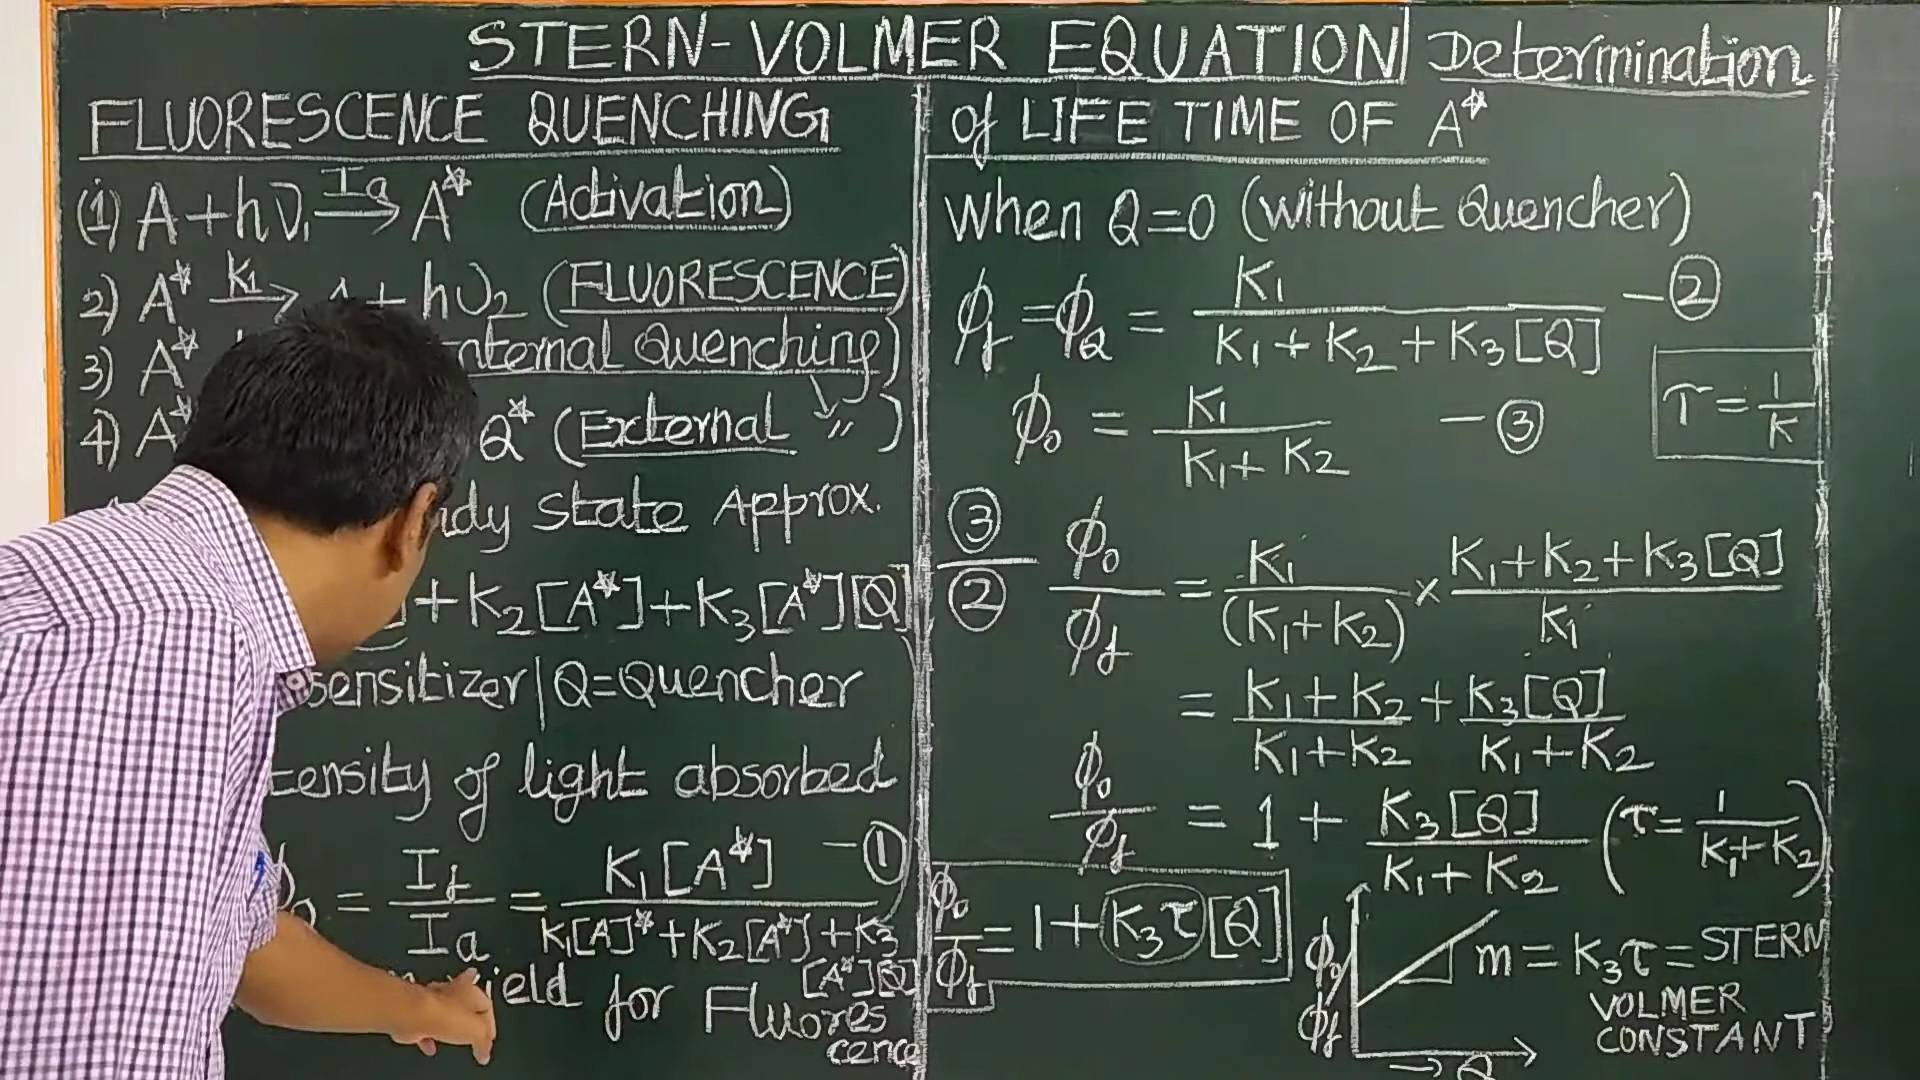 STERN-VOLMER EQUATION | Determination
of LIFE TIME OF A*
FLUORESCENCE QUENCHING
(1) A + hν₁ —Ia→ A* (Activation)
2) A* —K₁→ + hυ₂ (FLUORESCENCE)
3) A* nternal Quenching)
4) A* Q* (External 〃)
dy State Approx.
+ K₂[A*] + K₃[A*][Q]
sensitizer | Q=Quencher
tensity of light absorbed
= If/Ia = K₁[A*] / K₁[A]* + K₂[A*] + K₃[A*][Q] -①
ield for Fluorescence
When Q=0 (without Quencher)
ϕf = ϕQ = K₁ / K₁ + K₂ + K₃[Q] -②
τ = 1/K
ϕ₀ = K₁ / K₁ + K₂ -③
③/② ϕ₀/ϕf = K₁ / (K₁+K₂) × K₁+K₂+K₃[Q] / K₁
= K₁+K₂ / K₁+K₂ + K₃[Q] / K₁+K₂
ϕ₀/ϕf = 1 + K₃[Q] / K₁+K₂ (τ = 1 / K₁+K₂)
ϕ₀/ϕf = 1+K₃τ[Q]
ϕ₀/ϕf
m = K₃τ = STERN
VOLMER
CONSTANT
→ Q